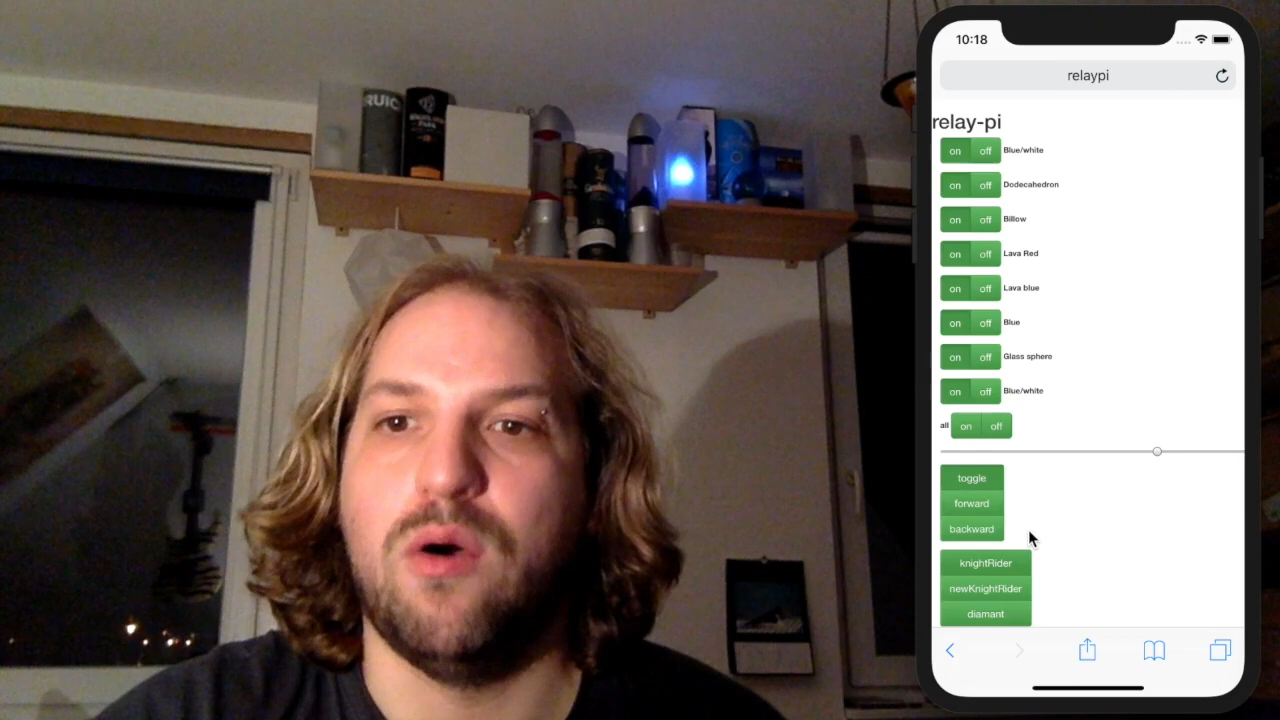 10:18
relaypi
relay-pi
on off Blue/white
on off Dodecahedron
on off Billow
on off Lava Red
on off Lava blue
on off Blue
on off Glass sphere
on off Blue/white
all on off
toggle
forward
backward
knightRider
newKnightRider
diamant